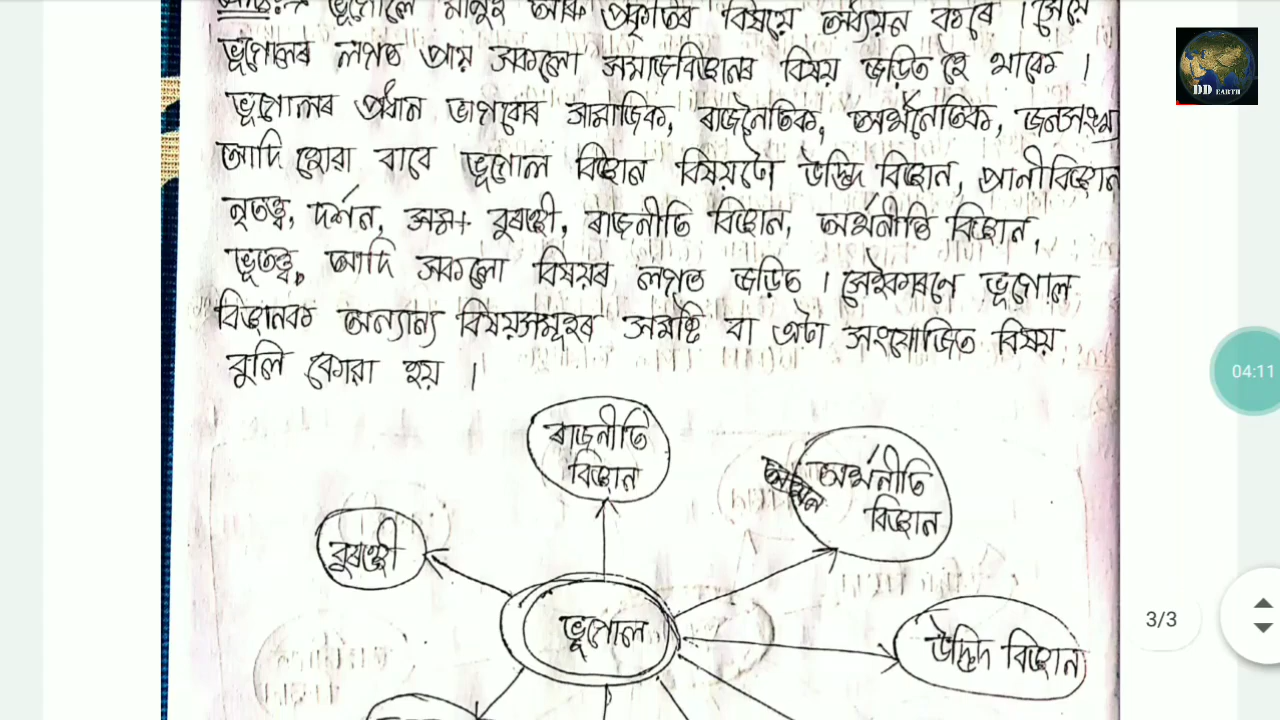 ভূগোলে মানুহ আৰু প্ৰকৃতিৰ বিষয়ে অধ্যয়ন কৰে । সেয়ে
ভূগোলৰ লগত প্ৰায় সকলো সমাজবিজ্ঞানৰ বিষয় জড়িত হৈ থাকে ।
ভূগোলৰ প্ৰধান ভাগবোৰ সামাজিক, ৰাজনৈতিক, অৰ্থনৈতিক, জনসংখ্যা
আদি হোৱা বাবে ভূগোল বিজ্ঞান বিষয়টো উদ্ভিদ বিজ্ঞান, প্ৰানীবিজ্ঞান
নৃতত্ত্ব, দৰ্শন, বুৰঞ্জী, ৰাজনীতি বিজ্ঞান, অৰ্থনীতি বিজ্ঞান,
ভূতত্ত্ব, আদি সকলো বিষয়ৰ লগত জড়িত । সেইকাৰণে ভূগোল
বিজ্ঞানক অন্যান্য বিষয়সমূহৰ সমষ্টি বা এটা সংযোজিত বিষয়
বুলি কোৱা হয় ।
ৰাজনীতি
বিজ্ঞান
অৰ্থনীতি
বিজ্ঞান
বুৰঞ্জী
ভূগোল
উদ্ভিদ বিজ্ঞান
DD EARTH
04:11
3/3